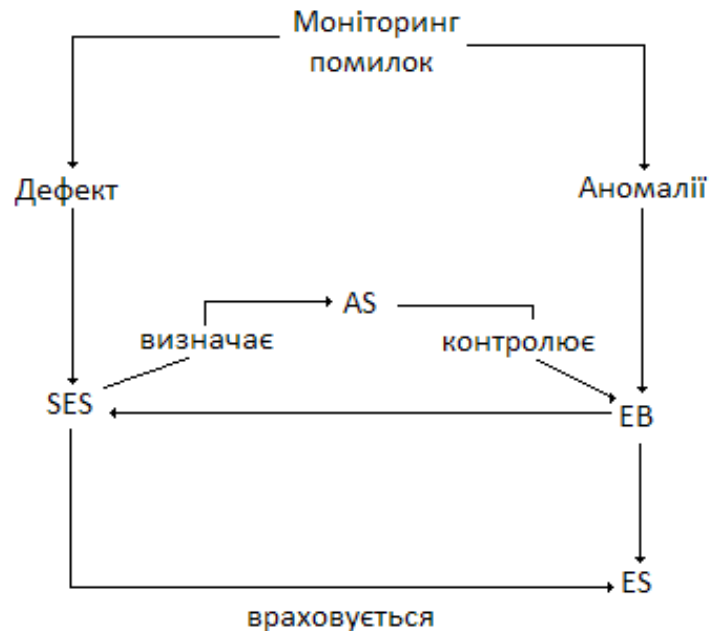 Моніторинг
помилок
Дефект
Аномалії
AS
визначає
контролює
SES
EB
ES
враховується